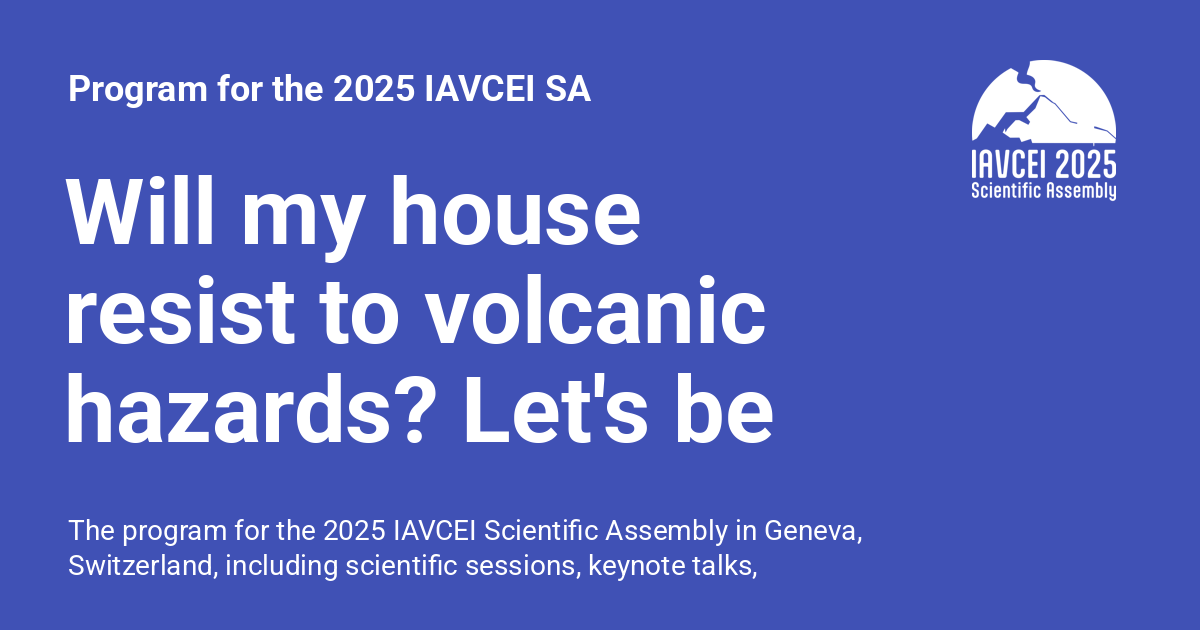 Program for the 2025 IAVCEI SA
IAVCEI 2025
Scientific Assembly
Will my house
resist to volcanic
hazards? Let's be
The program for the 2025 IAVCEI Scientific Assembly in Geneva,
Switzerland, including scientific sessions, keynote talks,